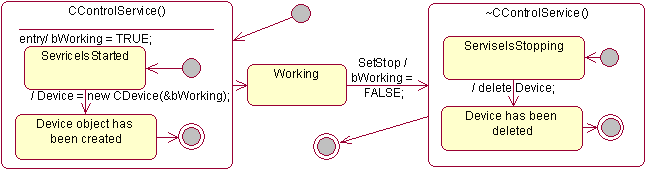 CControlService()
entry/ bWorking = TRUE;
SevriceIsStarted
/ Device = new CDevice(&bWorking);
Device object has
been created
Working
SetStop /
bWorking =
FALSE;
~CControlService()
ServiseIsStopping
/ delete Device;
Device has been
deleted